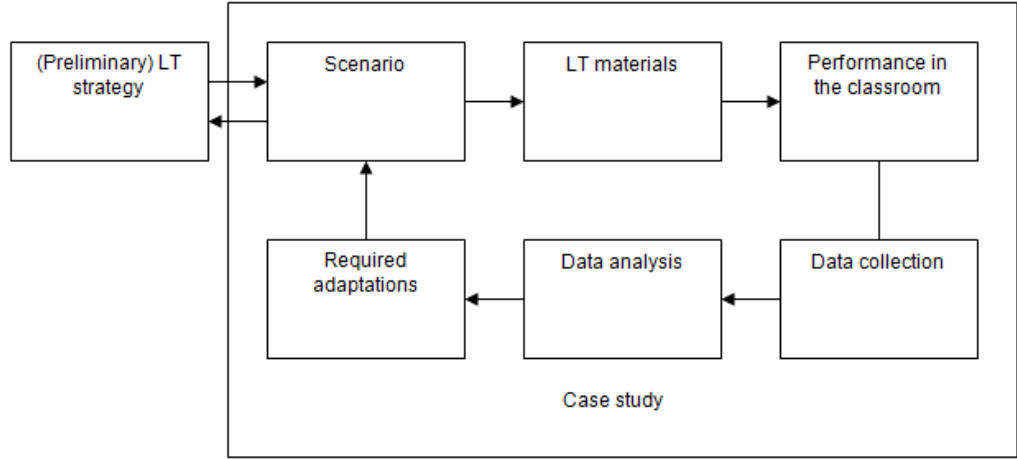 (Preliminary) LT
strategy
Scenario
LT materials
Performance in
the classroom
Required
adaptations
Data analysis
Data collection
Case study